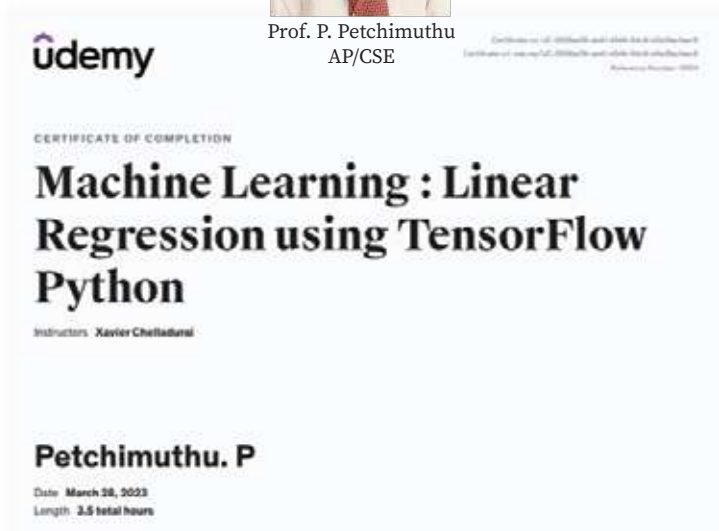 Prof. P. Petchimuthu
AP/CSE
ûdemy
CERTIFICATE OF COMPLETION
Machine Learning : Linear
Regression using TensorFlow
Python
Instructors Xavier Chelladurai
Petchimuthu. P
Date March 28, 2023
Length 3.5 total hours